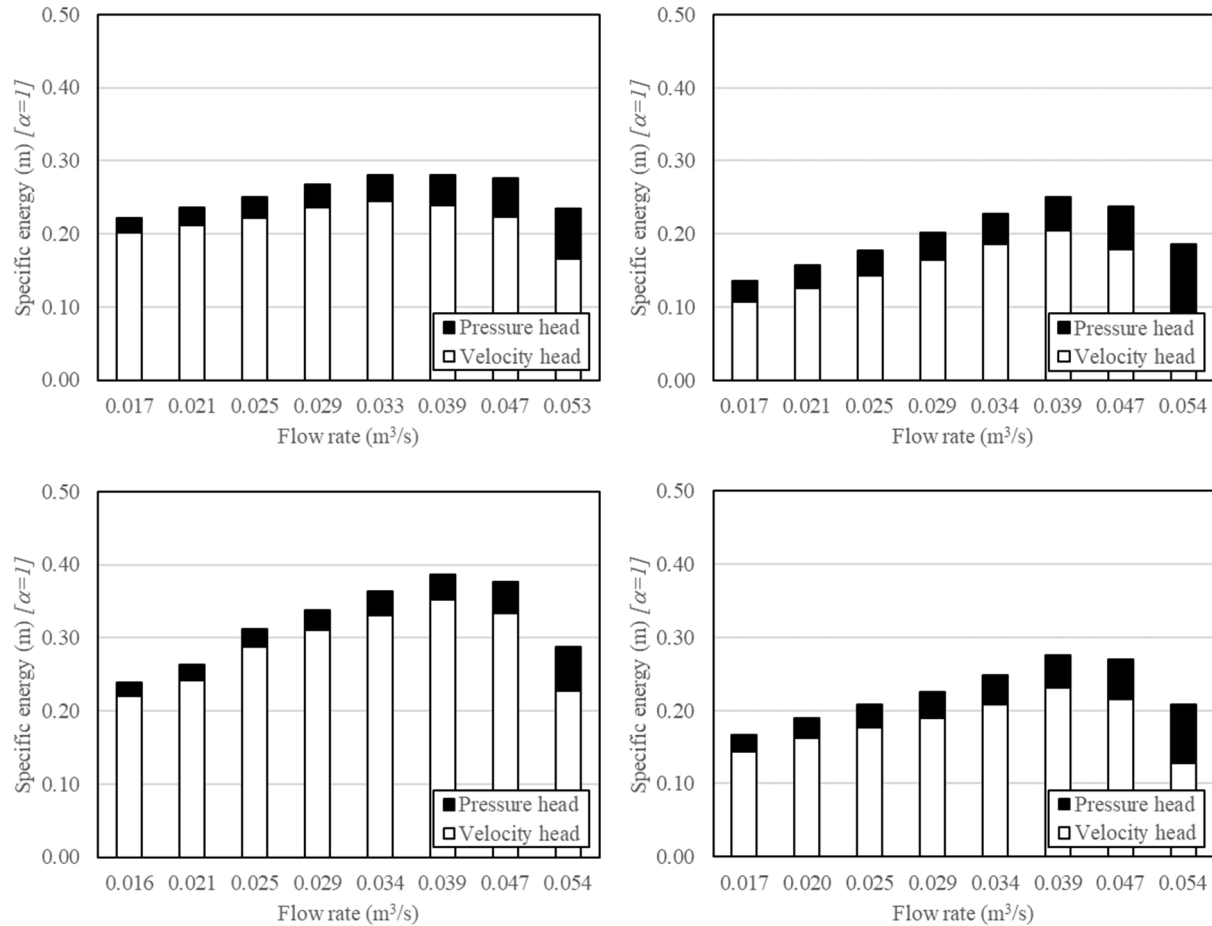 Specific energy (m) [α=1]
0.50
0.40
0.30
0.20
0.10
0.00
Pressure head
Velocity head
0.017 0.021 0.025 0.029 0.033 0.039 0.047 0.053
Flow rate (m³/s)
Specific energy (m) [α=1]
0.50
0.40
0.30
0.20
0.10
0.00
Pressure head
Velocity head
0.017 0.021 0.025 0.029 0.034 0.039 0.047 0.054
Flow rate (m³/s)
Specific energy (m) [α=1]
0.50
0.40
0.30
0.20
0.10
0.00
Pressure head
Velocity head
0.016 0.021 0.025 0.029 0.034 0.039 0.047 0.054
Flow rate (m³/s)
Specific energy (m) [α=1]
0.50
0.40
0.30
0.20
0.10
0.00
Pressure head
Velocity head
0.017 0.020 0.025 0.029 0.034 0.039 0.047 0.054
Flow rate (m³/s)